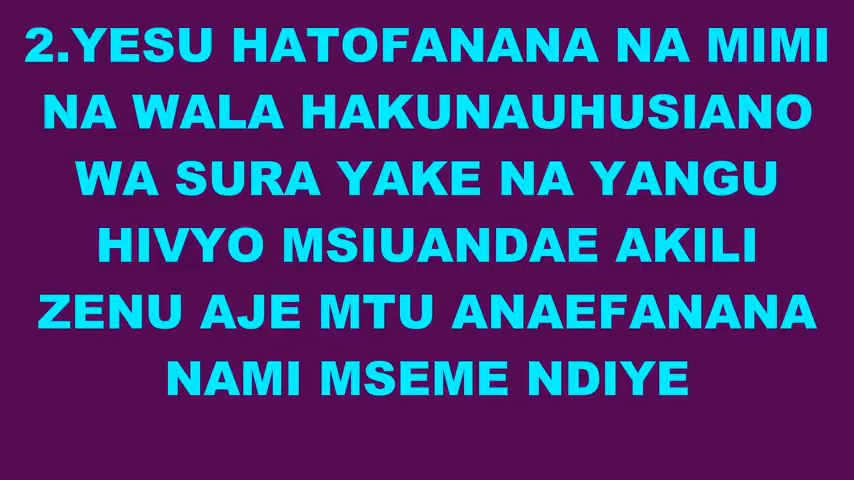 2.YESU HATOFANANA NA MIMI
NA WALA HAKUNAUHUSIANO
WA SURA YAKE NA YANGU
HIVYO MSIUANDAE AKILI
ZENU AJE MTU ANAEFANANA
NAMI MSEME NDIYE